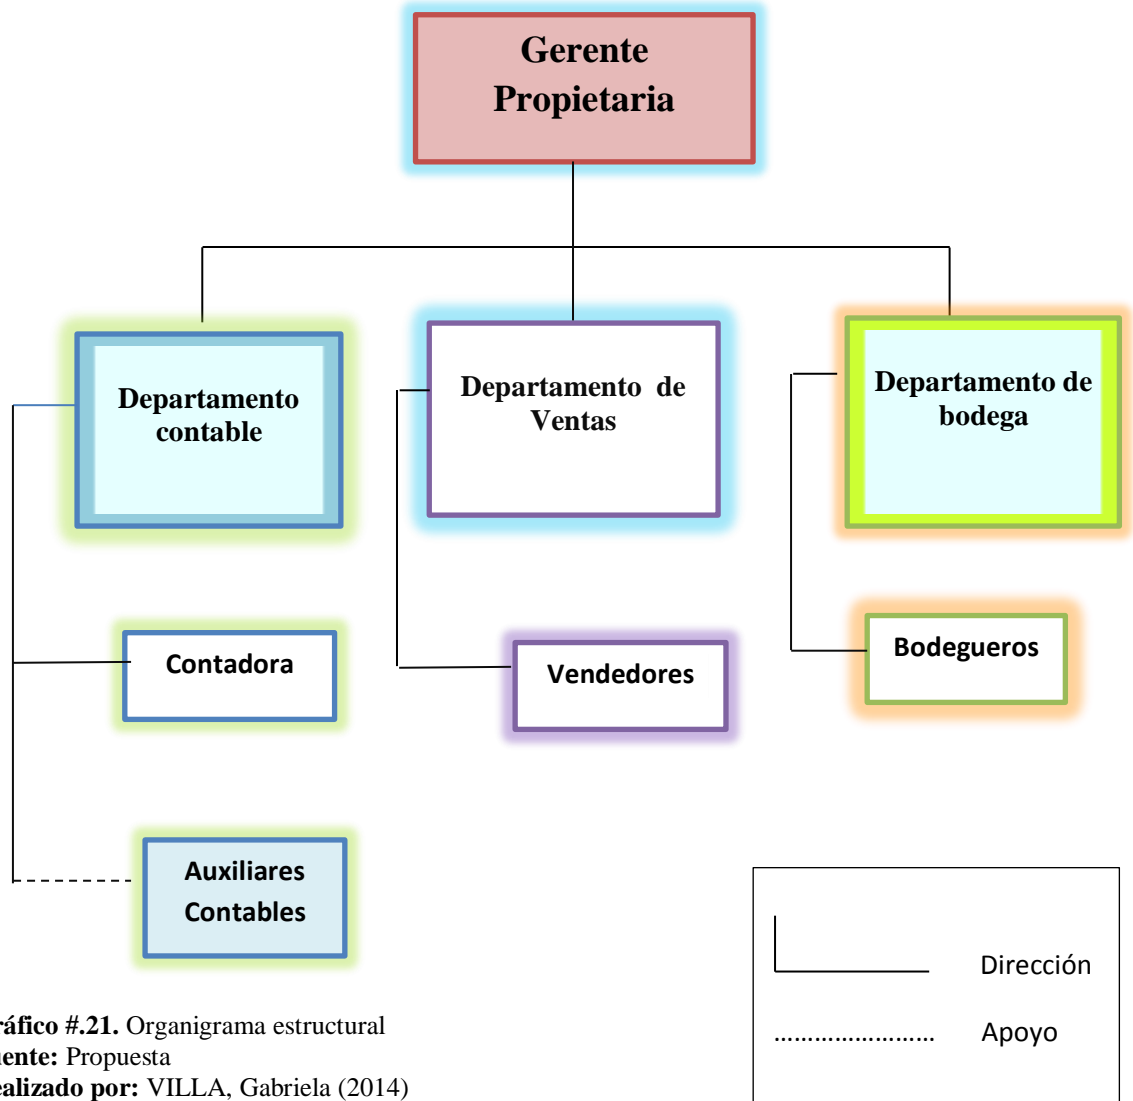 Gerente
Propietaria
Departamento
contable
Departamento de
Ventas
Departamento de
bodega
Contadora
Vendedores
Bodegueros
Auxiliares
Contables
Dirección
........................ Apoyo
ráfico #.21. Organigrama estructural
uente: Propuesta
ealizado por: VILLA, Gabriela (2014)